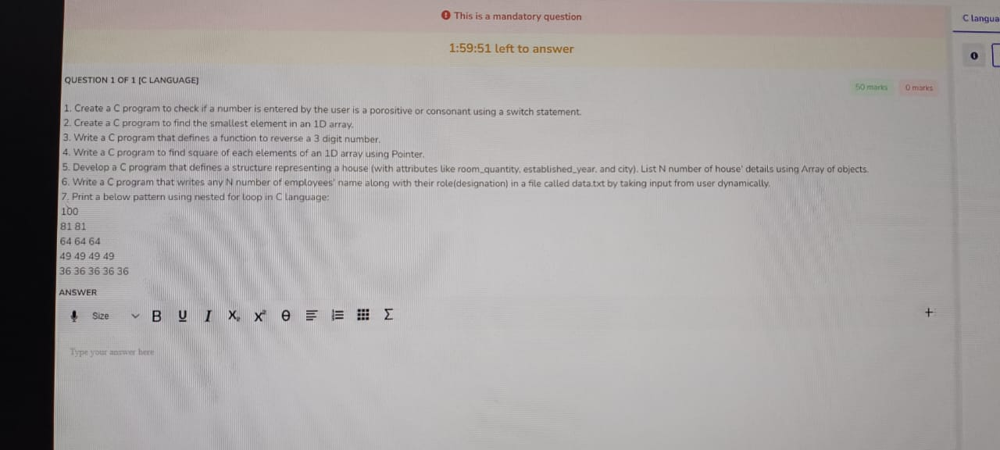 This is a mandatory question
C langua
1:59:51 left to answer
QUESTION 1 OF 1 [C LANGUAGE]
50 marks
0 marks
1. Create a C program to check if a number is entered by the user is a porositive or consonant using a switch statement.
2. Create a C program to find the smallest element in an 1D array.
3. Write a C program that defines a function to reverse a 3 digit number.
4. Write a C program to find square of each elements of an 1D array using Pointer.
5. Develop a C program that defines a structure representing a house (with attributes like room_quantity, established_year, and city). List N number of house' details using Array of objects.
6. Write a C program that writes any N number of employees' name along with their role(designation) in a file called data.txt by taking input from user dynamically.
7. Print a below pattern using nested for loop in C language:
100
81 81
64 64 64
49 49 49 49
36 36 36 36 36
ANSWER
Size
Type your answer here